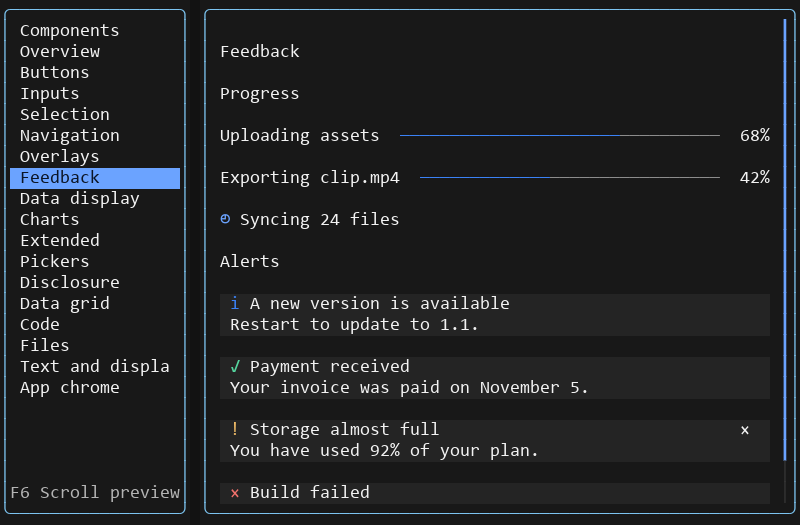 Components
Overview
Buttons
Inputs
Selection
Navigation
Overlays
Feedback
Data display
Charts
Extended
Pickers
Disclosure
Data grid
Code
Files
Text and displa
App chrome
F6 Scroll preview
Feedback
Progress
Uploading assets 68%
Exporting clip.mp4 42%
Syncing 24 files
Alerts
i A new version is available
Restart to update to 1.1.
✓ Payment received
Your invoice was paid on November 5.
! Storage almost full ×
You have used 92% of your plan.
× Build failed